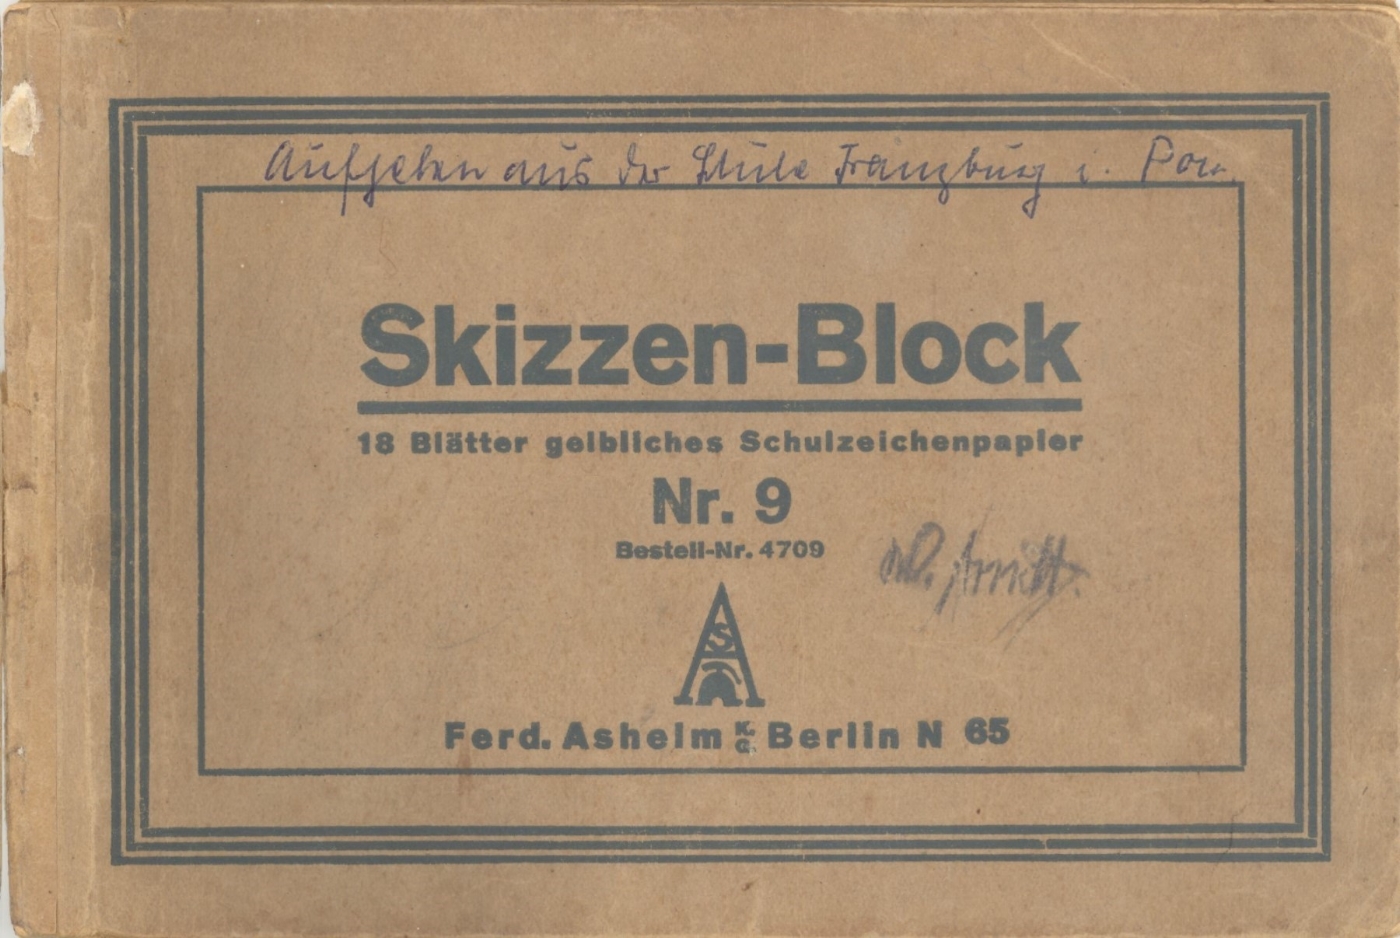 Aufgaben aus der Schule Franzburg i. Pom.
Skizzen-Block
18 Blätter gelbliches Schulzeichenpapier
Nr. 9
Bestell-Nr. 4709
AS
Ferd. Asheim K. G. Berlin N 65